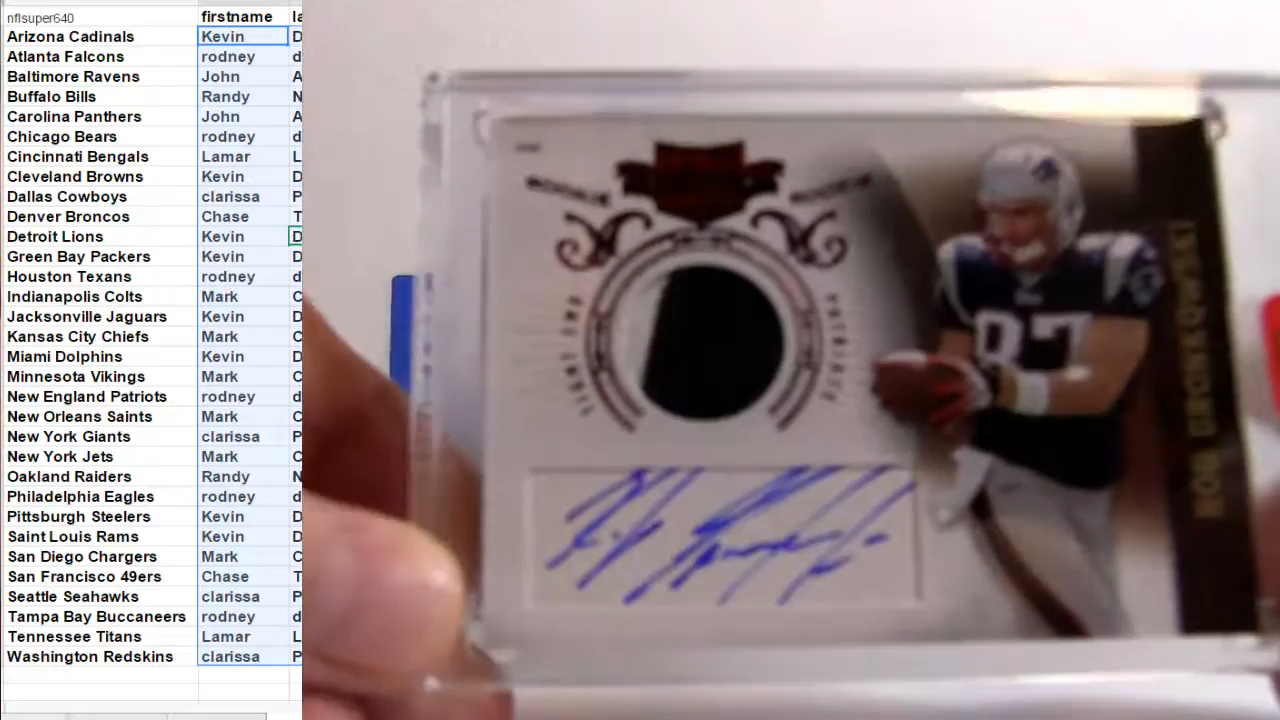 nflsuper640 firstname la
Arizona Cadinals Kevin D
Atlanta Falcons rodney d
Baltimore Ravens John A
Buffalo Bills Randy N
Carolina Panthers John A
Chicago Bears rodney d
Cincinnati Bengals Lamar L
Cleveland Browns Kevin D
Dallas Cowboys clarissa P
Denver Broncos Chase T
Detroit Lions Kevin D
Green Bay Packers Kevin D
Houston Texans rodney d
Indianapolis Colts Mark C
Jacksonville Jaguars Kevin D
Kansas City Chiefs Mark C
Miami Dolphins Kevin D
Minnesota Vikings Mark C
New England Patriots rodney d
New Orleans Saints Mark C
New York Giants clarissa P
New York Jets Mark C
Oakland Raiders Randy N
Philadelphia Eagles rodney d
Pittsburgh Steelers Kevin D
Saint Louis Rams Kevin D
San Diego Chargers Mark C
San Francisco 49ers Chase T
Seattle Seahawks clarissa P
Tampa Bay Buccaneers rodney d
Tennessee Titans Lamar L
Washington Redskins clarissa P
ROOKIE
87
ROB GRONKOWSKI